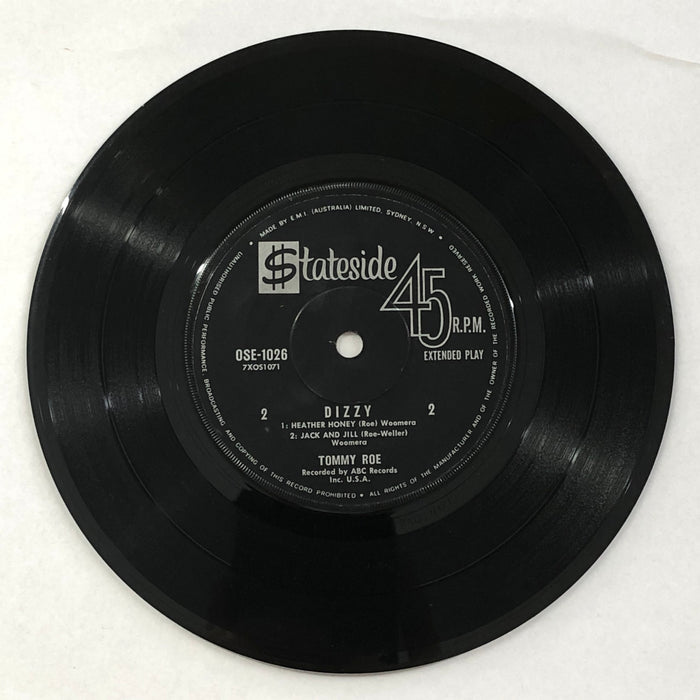 • MADE BY E.M.I. (AUSTRALIA) LIMITED, SYDNEY, N.S.W •
UNAUTHORISED PUBLIC PERFORMANCE, BROADCASTING AND COPYING OF THIS RECORD PROHIBITED • ALL RIGHTS OF THE MANUFACTURER AND OF THE OWNER OF THE RECORDED WORK RESERVED
$tateside
45 R.P.M.
OSE-1026
EXTENDED PLAY
7XOS1071
2 DIZZY 2
1: HEATHER HONEY (Roe) Woomera
2: JACK AND JILL (Roe-Weller)
Woomera
TOMMY ROE
Recorded by ABC Records
Inc. U.S.A.